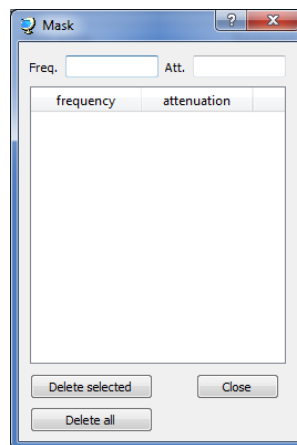 Mask
Freq. Att.
frequency attenuation
Delete selected Close
Delete all